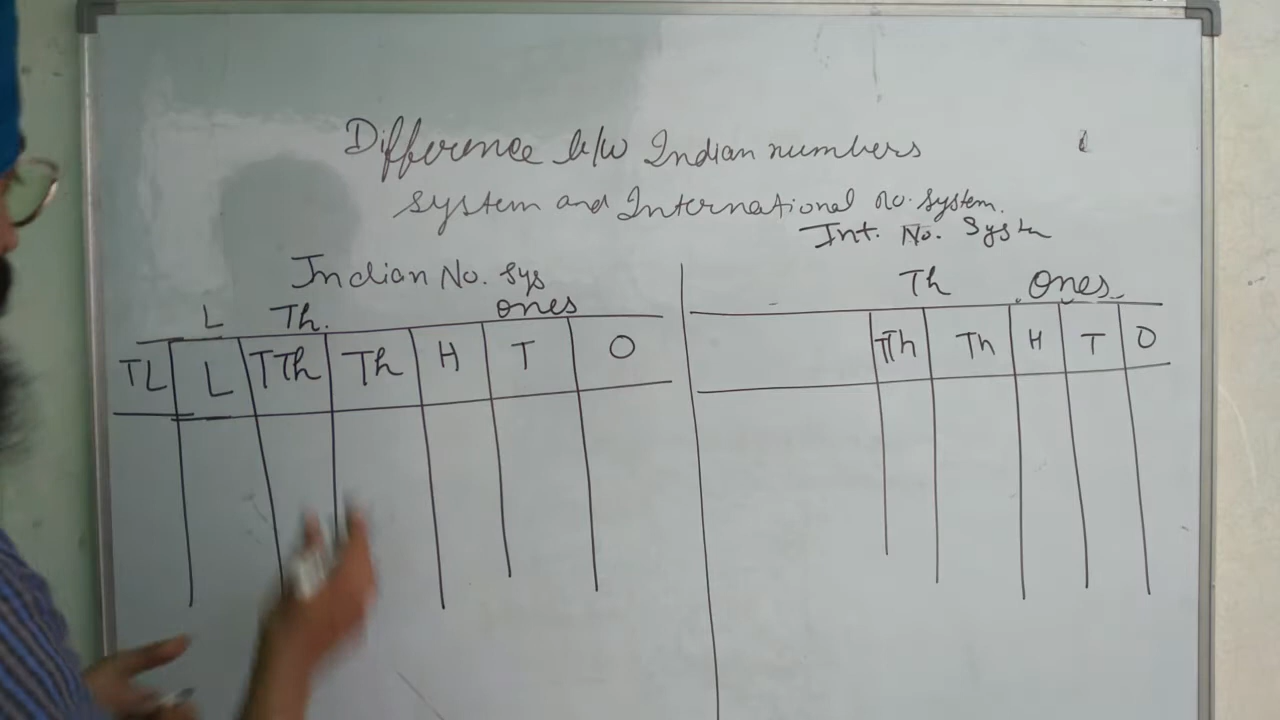 Difference b/w Indian numbers
system and International no. system.
Int. No. System
Indian No. Sys
L Th. ones
TL L TTh Th H T O
Th Ones
TTh Th H T O